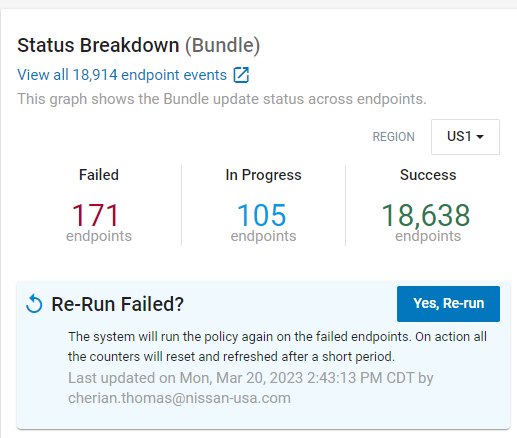 Status Breakdown (Bundle)
View all 18,914 endpoint events
This graph shows the Bundle update status across endpoints.
REGION US1
Failed In Progress Success
171 105 18,638
endpoints endpoints endpoints
Re-Run Failed? Yes, Re-run
The system will run the policy again on the failed endpoints. On action all
the counters will reset and refreshed after a short period.
Last updated on Mon, Mar 20, 2023 2:43:13 PM CDT by
cherian.thomas@nissan-usa.com